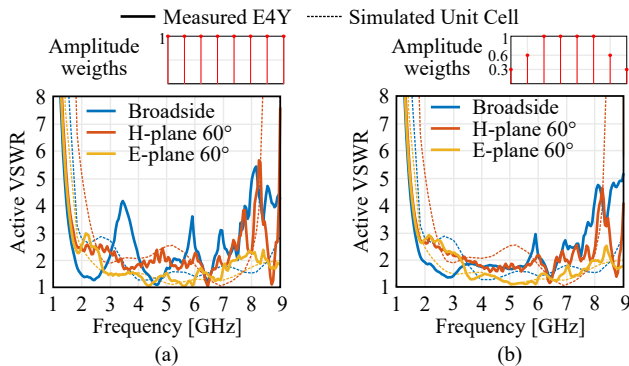 Measured E4Y Simulated Unit Cell
(a) (b)
Amplitude weigths 1
Amplitude weigths 1 0.6 0.3
Active VSWR
8 7 6 5 4 3 2 1
Broadside
H-plane 60°
E-plane 60°
1 2 3 4 5 6 7 8 9
Frequency [GHz]
(a)
Active VSWR
8 7 6 5 4 3 2 1
Broadside
H-plane 60°
E-plane 60°
1 2 3 4 5 6 7 8 9
Frequency [GHz]
(b)